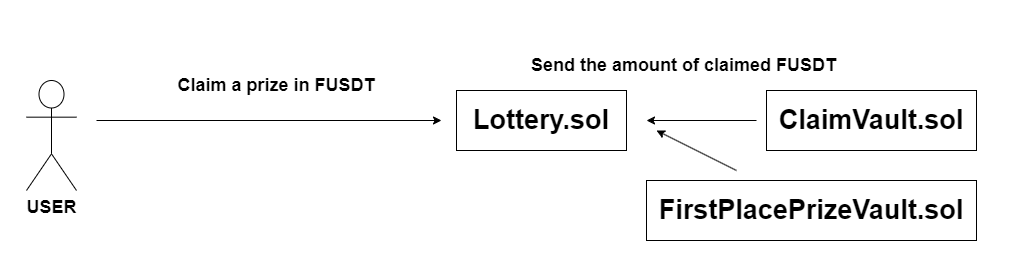 Send the amount of claimed FUSDT
Claim a prize in FUSDT
Lottery.sol
ClaimVault.sol
USER
FirstPlacePrizeVault.sol